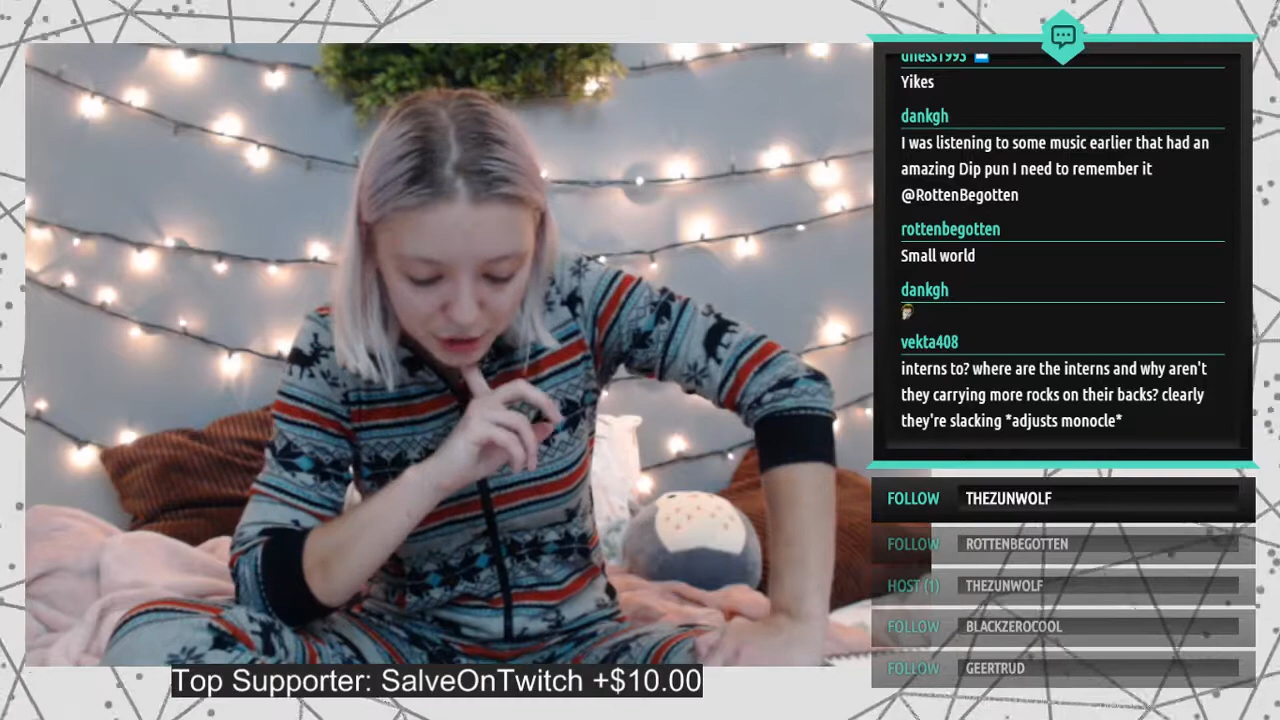 Yikes
dankgh
I was listening to some music earlier that had an
amazing Dip pun I need to remember it
@RottenBegotten
rottenbegotten
Small world
dankgh
vekta408
interns to? where are the interns and why aren't
they carrying more rocks on their backs? clearly
they're slacking *adjusts monocle*
FOLLOW THEZUNWOLF
FOLLOW ROTTENBEGOTTEN
HOST (1) THEZUNWOLF
FOLLOW BLACKZEROCOOL
FOLLOW GEERTRUD
Top Supporter: SalveOnTwitch +$10.00